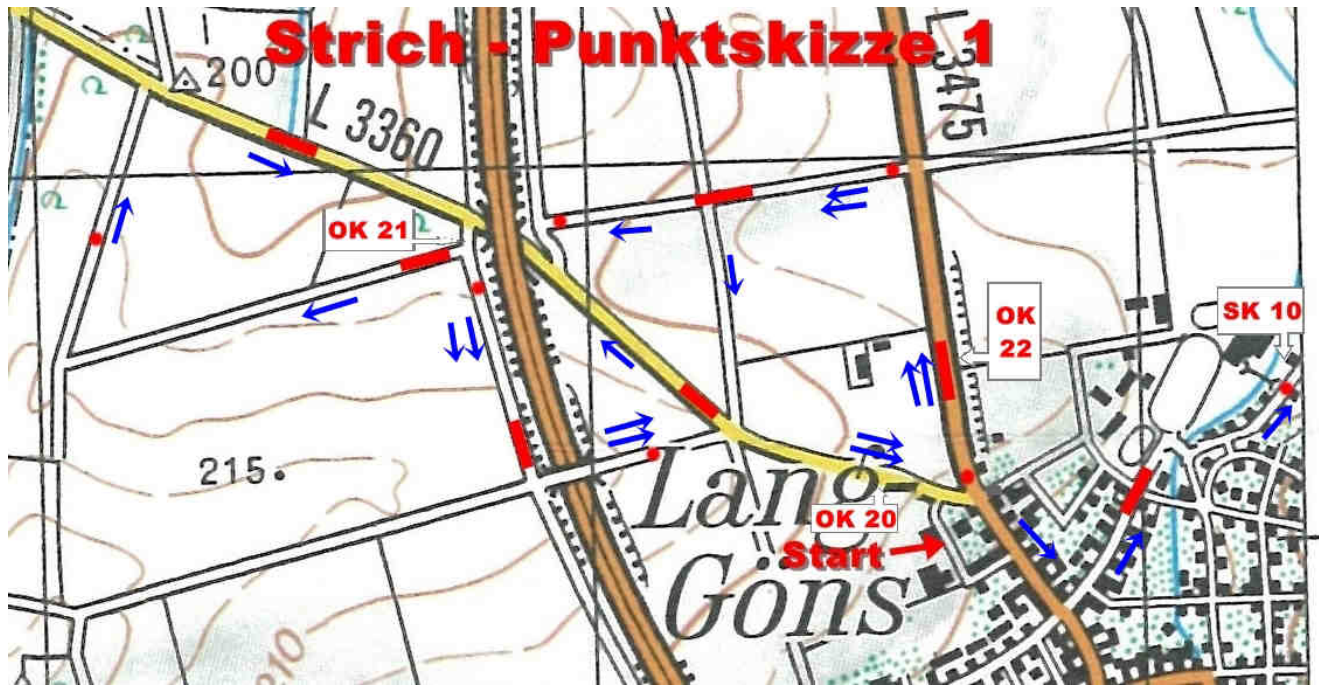 Strich - Punktskizze 1
200
L 3360
L 3475
OK 21
OK
22
SK 10
215.
Lang-
OK 20
Start
Göns
210